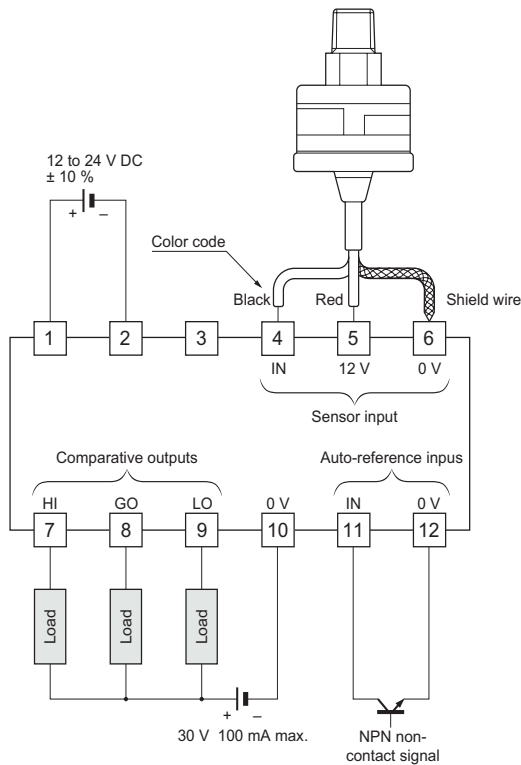 12 to 24 V DC
± 10 %
+ –
Color code
Black
Red
Shield wire
1
2
3
4
5
6
IN
12 V
0 V
Sensor input
Comparative outputs
Auto-reference inpus
HI
GO
LO
0 V
IN
0 V
7
8
9
10
11
12
Load
Load
Load
+ –
30 V 100 mA max.
NPN non-
contact signal